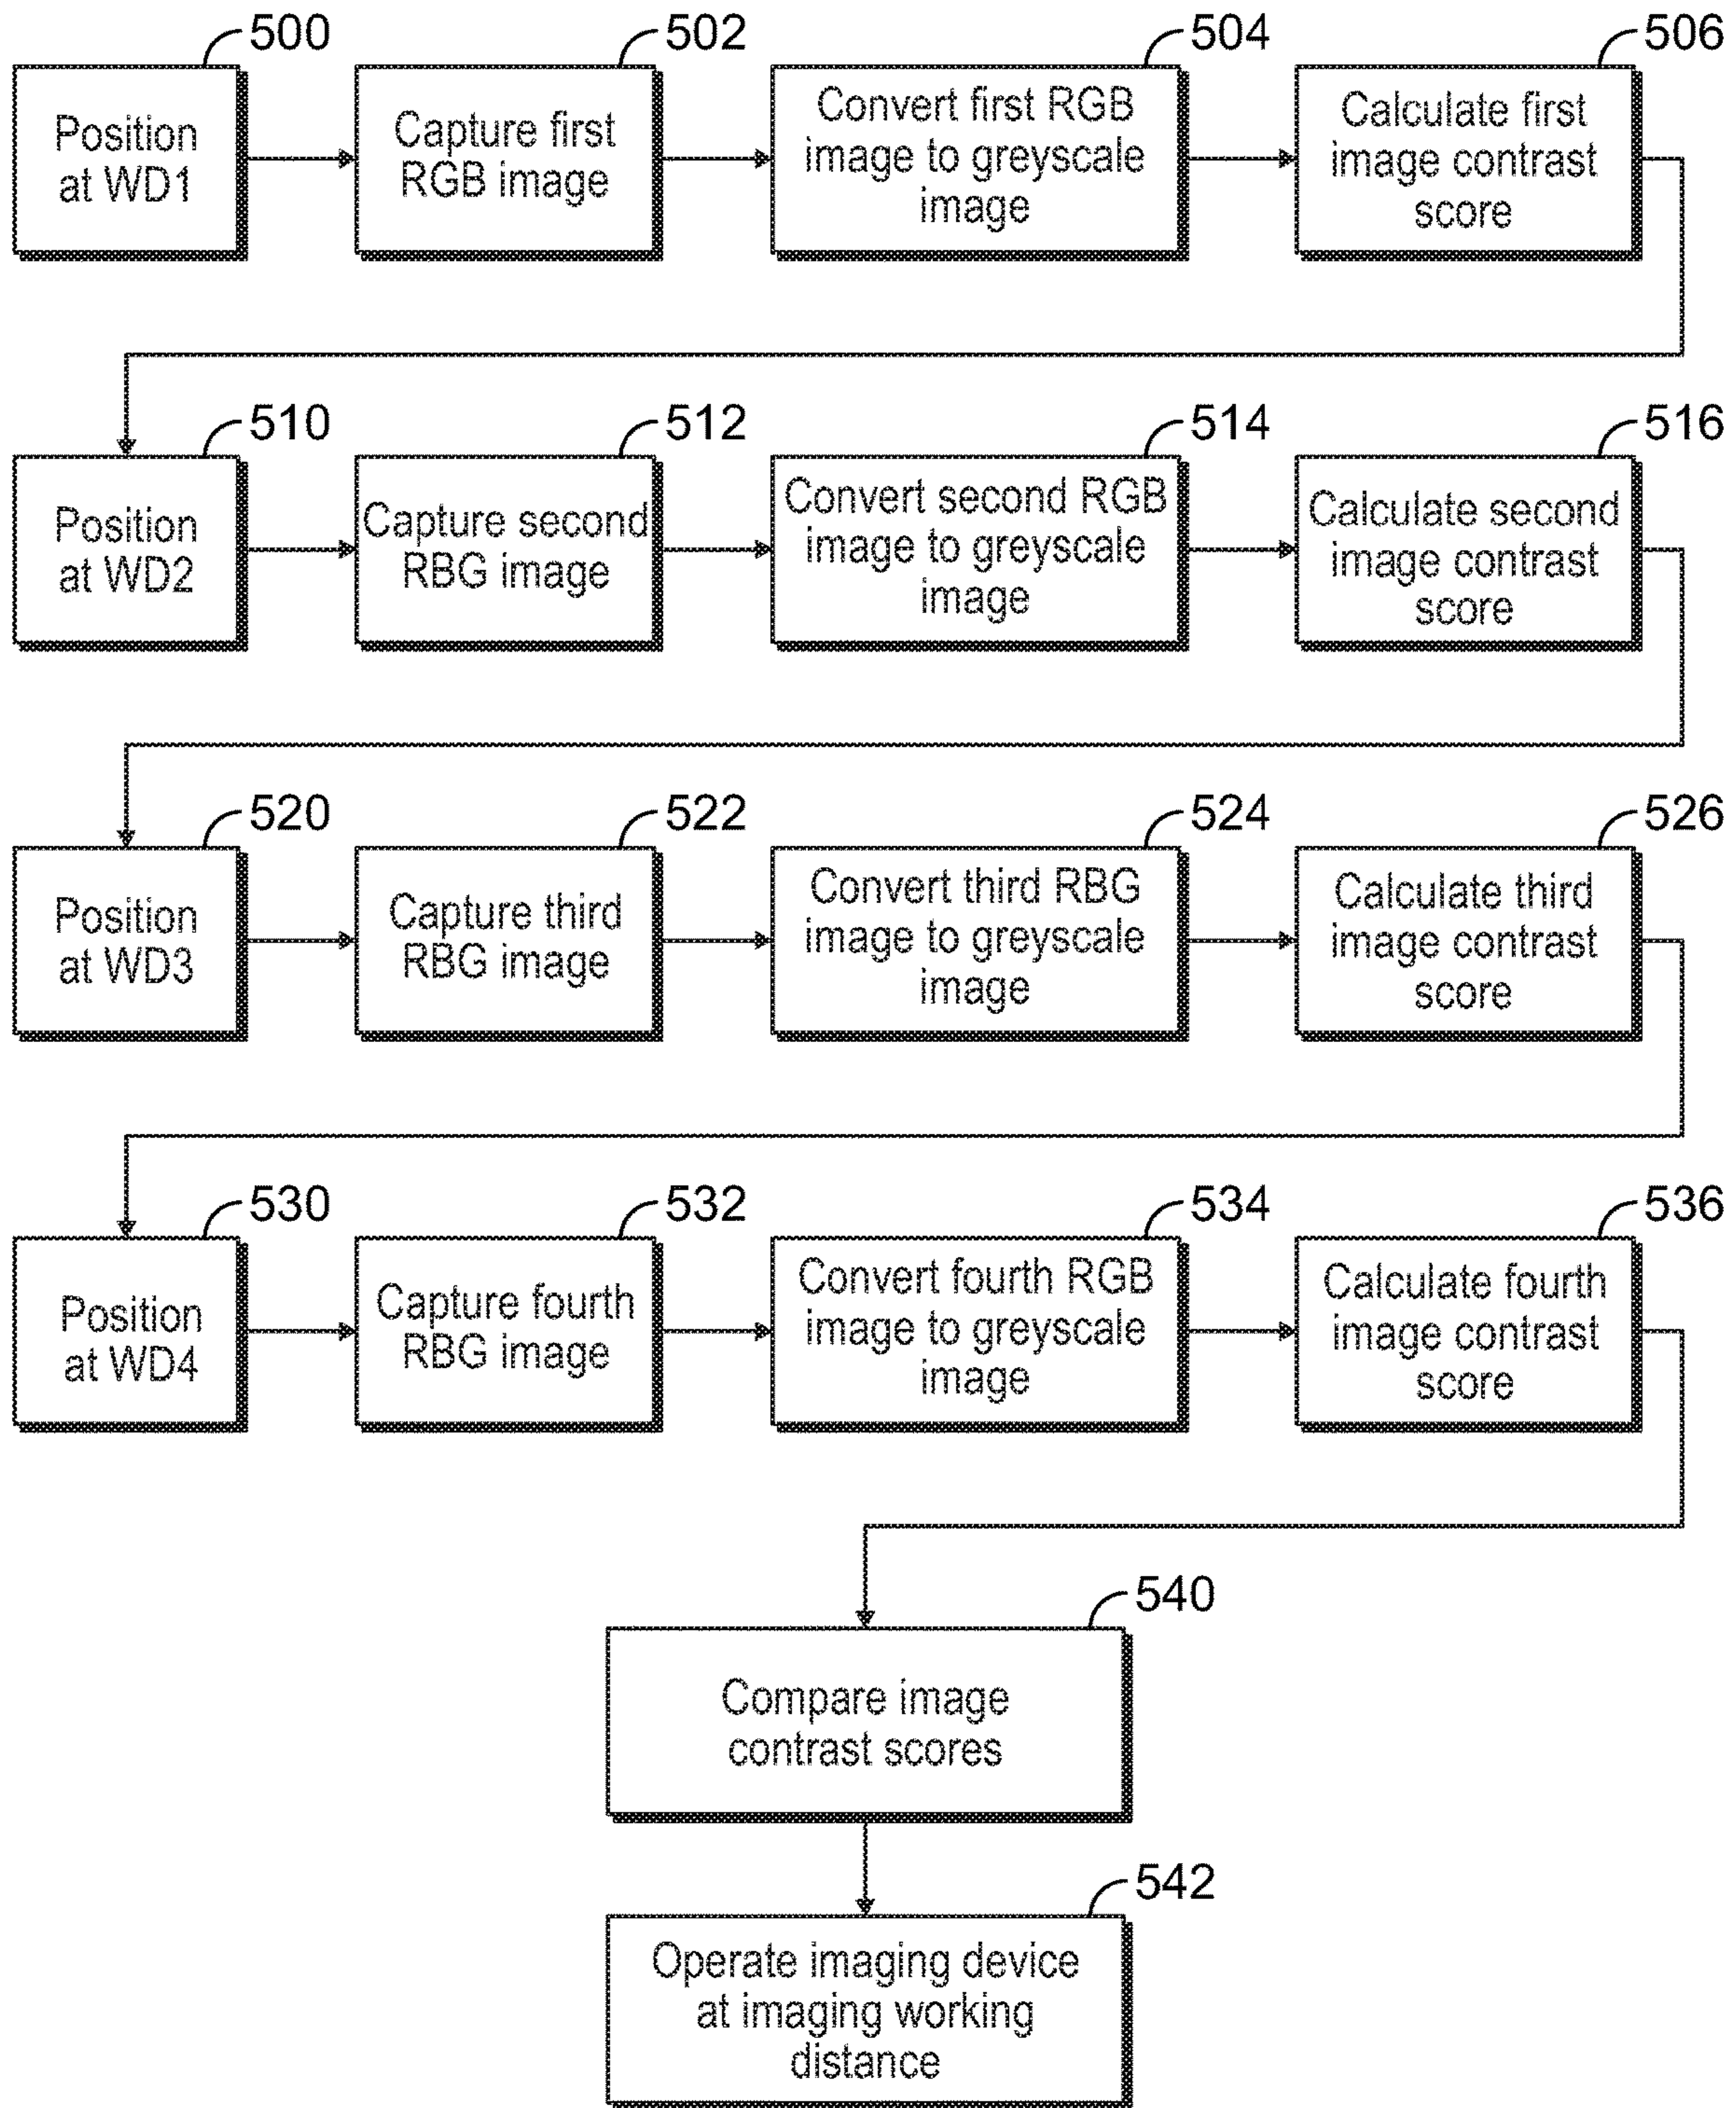 500
Position
at WD1
502
Capture first
RGB image
504
Convert first RGB
image to greyscale
image
506
Calculate first
image contrast
score
510
Position
at WD2
512
Capture second
RBG image
514
Convert second RGB
image to greyscale
image
516
Calculate second
image contrast
score
520
Position
at WD3
522
Capture third
RBG image
524
Convert third RBG
image to greyscale
image
526
Calculate third
image contrast
score
530
Position
at WD4
532
Capture fourth
RBG image
534
Convert fourth RGB
image to greyscale
image
536
Calculate fourth
image contrast
score
540
Compare image
contrast scores
542
Operate imaging device
at imaging working
distance